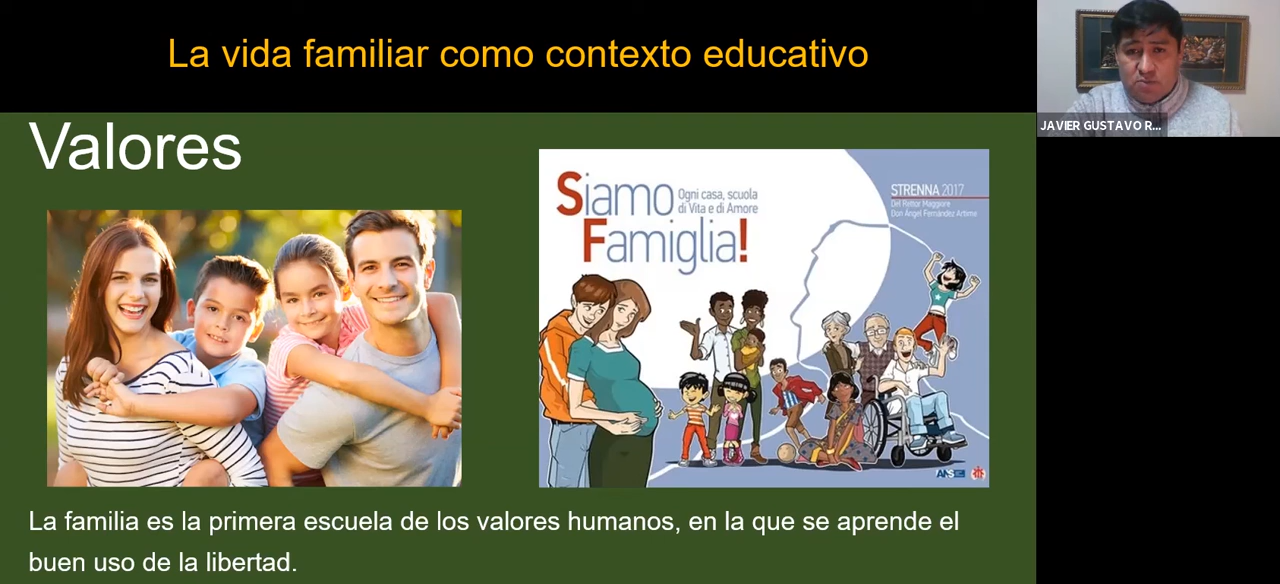 La vida familiar como contexto educativo
JAVIER GUSTAVO R...
Valores
Siamo
Famiglia!
Ogni casa, scuola
di Vita e di Amore
STRENNA 2017
Del Rettor Maggiore
Don Ángel Fernández Artime
ANS
La familia es la primera escuela de los valores humanos, en la que se aprende el
buen uso de la libertad.